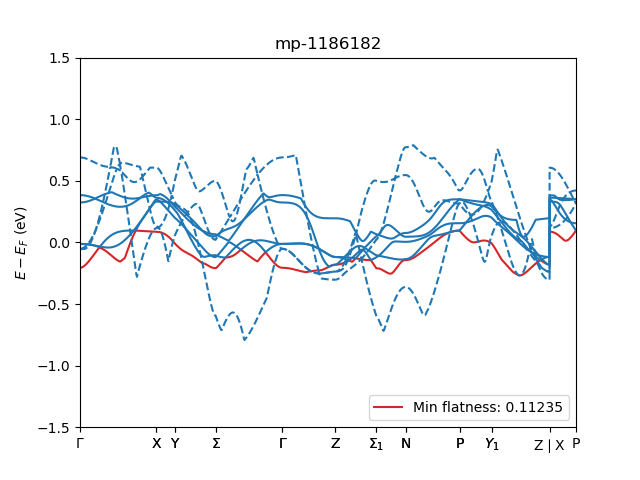 mp-1186182
1.5
1.0
0.5
0.0
−0.5
−1.0
−1.5
E − E_F (eV)
Min flatness: 0.11235
Γ X Y Σ Γ Z Σ₁ N P Y₁ Z | X P